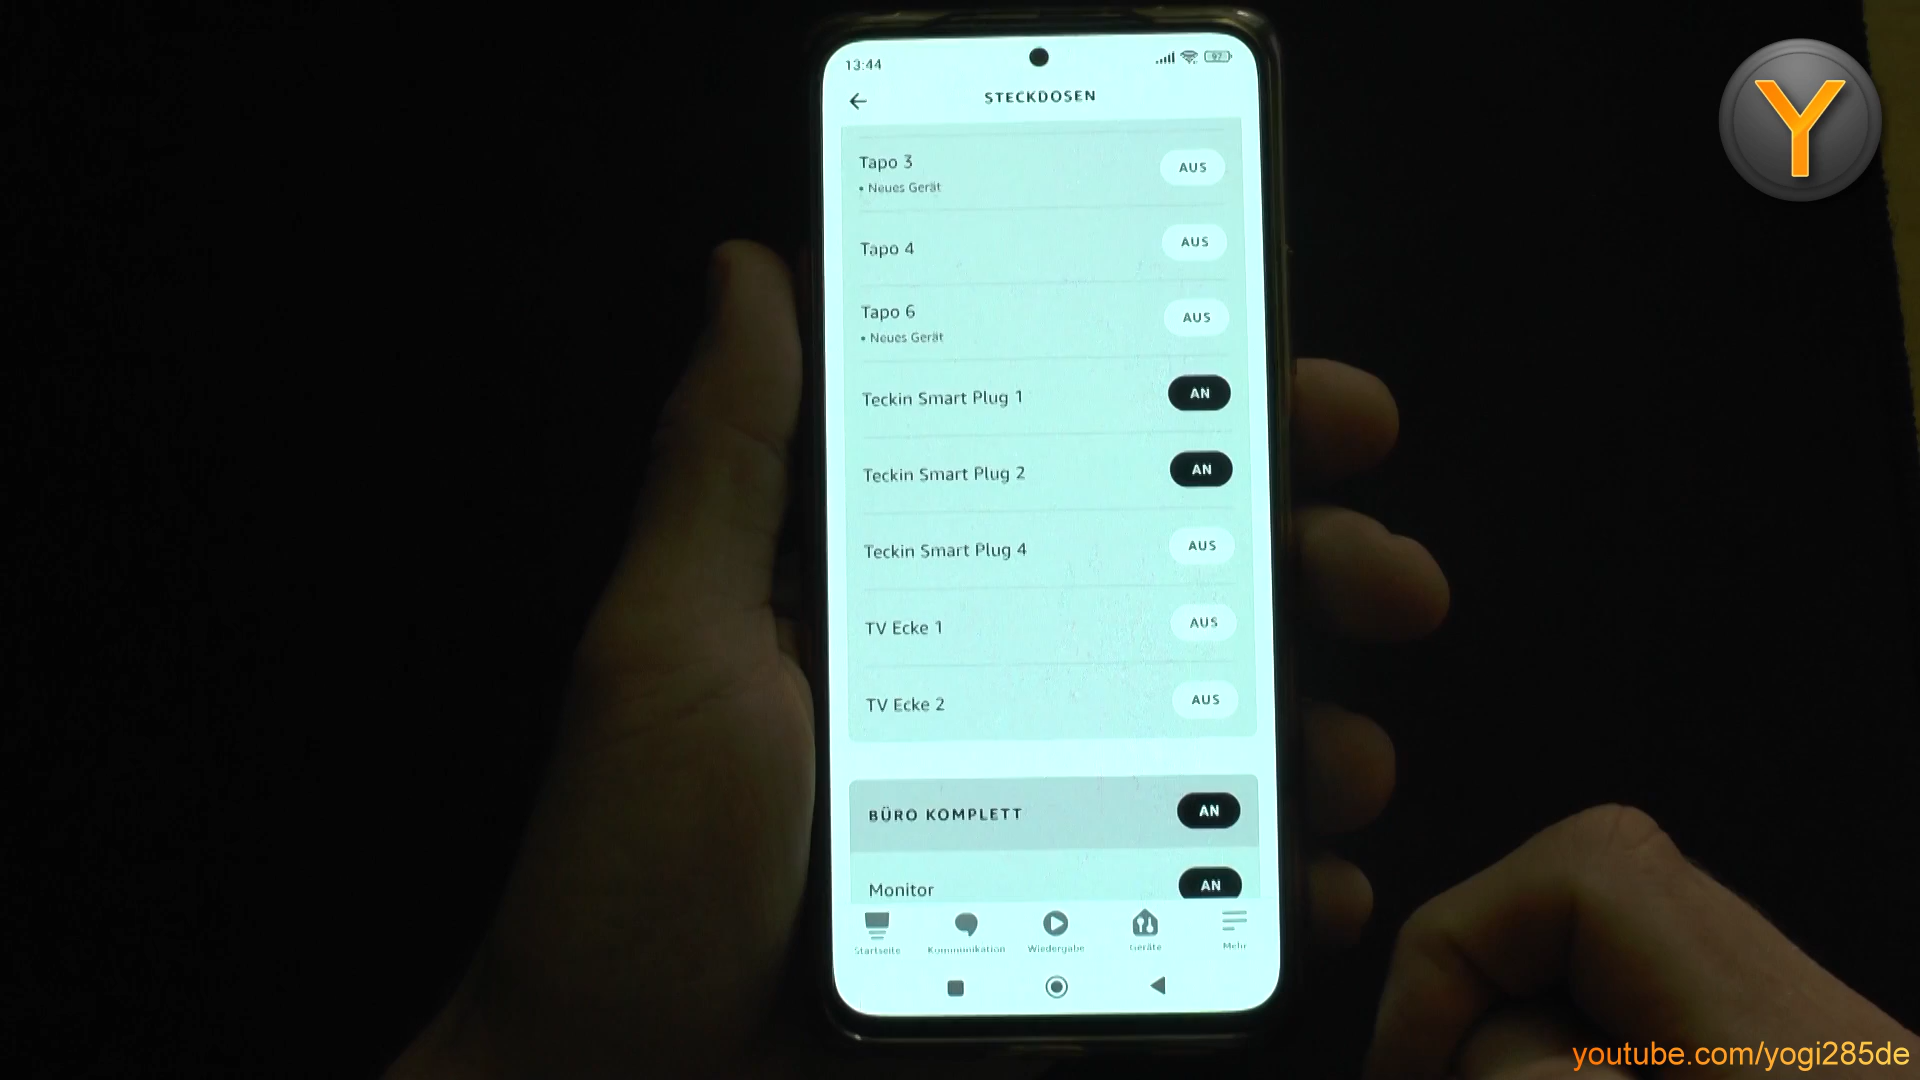 13:44
97
STECKDOSEN
Tapo 3
AUS
• Neues Gerät
Tapo 4
AUS
Tapo 6
AUS
• Neues Gerät
Teckin Smart Plug 1
AN
Teckin Smart Plug 2
AN
Teckin Smart Plug 4
AUS
TV Ecke 1
AUS
TV Ecke 2
AUS
BÜRO KOMPLETT
AN
Monitor
AN
Startseite
Kommunikation
Wiedergabe
Geräte
Mehr
Y
youtube.com/yogi285de